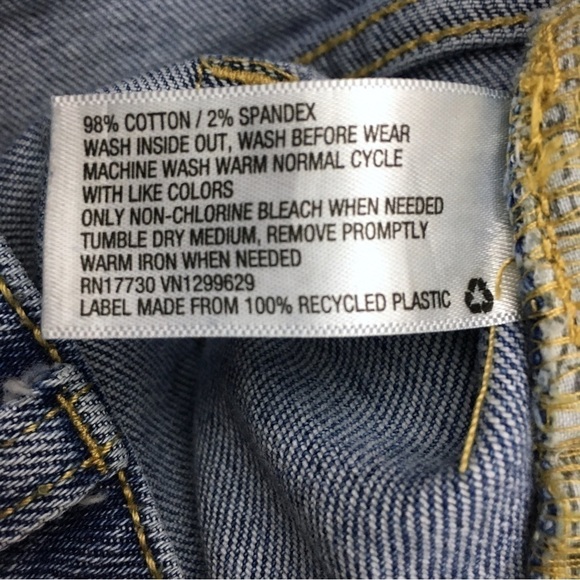 98% COTTON / 2% SPANDEX
WASH INSIDE OUT, WASH BEFORE WEAR
MACHINE WASH WARM NORMAL CYCLE
WITH LIKE COLORS
ONLY NON-CHLORINE BLEACH WHEN NEEDED
TUMBLE DRY MEDIUM, REMOVE PROMPTLY
WARM IRON WHEN NEEDED
RN17730 VN1299629
LABEL MADE FROM 100% RECYCLED PLASTIC